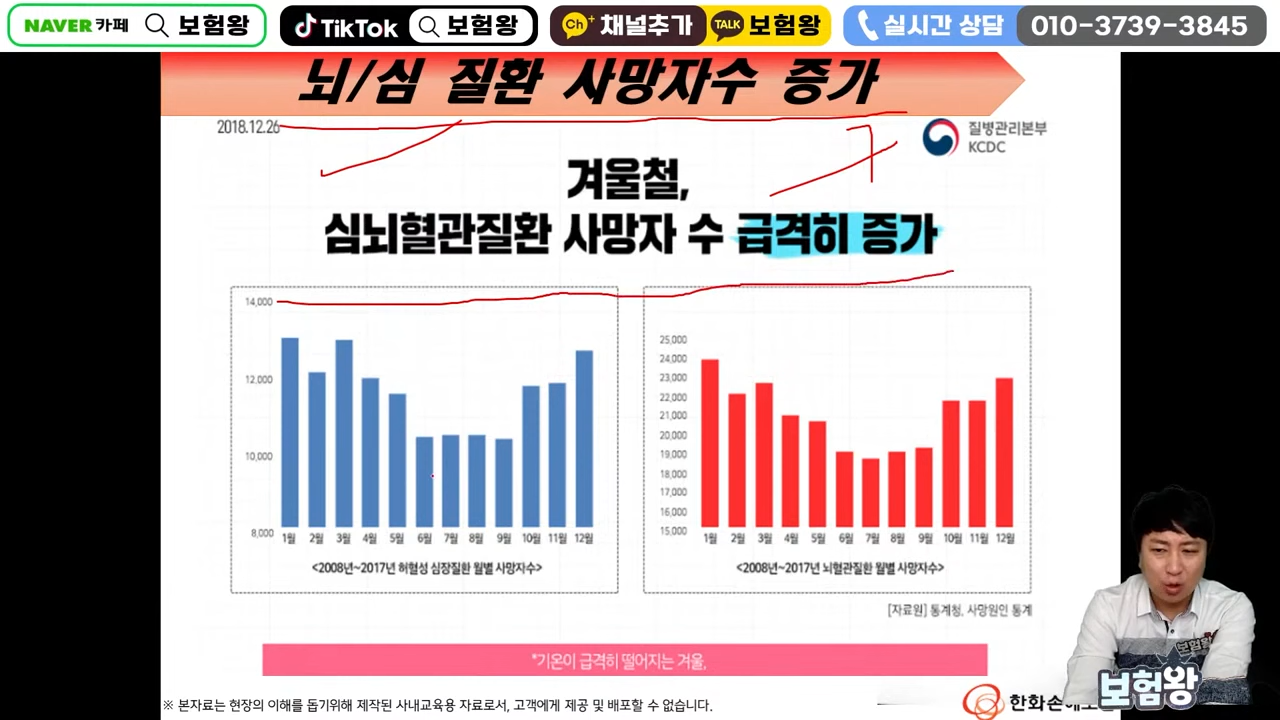 NAVER 카페 보험왕 TikTok 보험왕 Ch+ 채널추가 TALK 보험왕 실시간 상담 010-3739-3845
뇌/심 질환 사망자수 증가
2018.12.26
질병관리본부
KCDC
겨울철,
심뇌혈관질환 사망자 수 급격히 증가
14,000
12,000
10,000
8,000
1월 2월 3월 4월 5월 6월 7월 8월 9월 10월 11월 12월
<2008년~2017년 허혈성 심장질환 월별 사망자수>
25,000
24,000
23,000
22,000
21,000
20,000
19,000
18,000
17,000
16,000
15,000
1월 2월 3월 4월 5월 6월 7월 8월 9월 10월 11월 12월
<2008년~2017년 뇌혈관질환 월별 사망자수>
[자료원] 통계청, 사망원인 통계
*기온이 급격히 떨어지는 겨울,
보험왕
보험왕
※ 본자료는 현장의 이해를 돕기위해 제작된 사내교육용 자료로서, 고객에게 제공 및 배포할 수 없습니다.